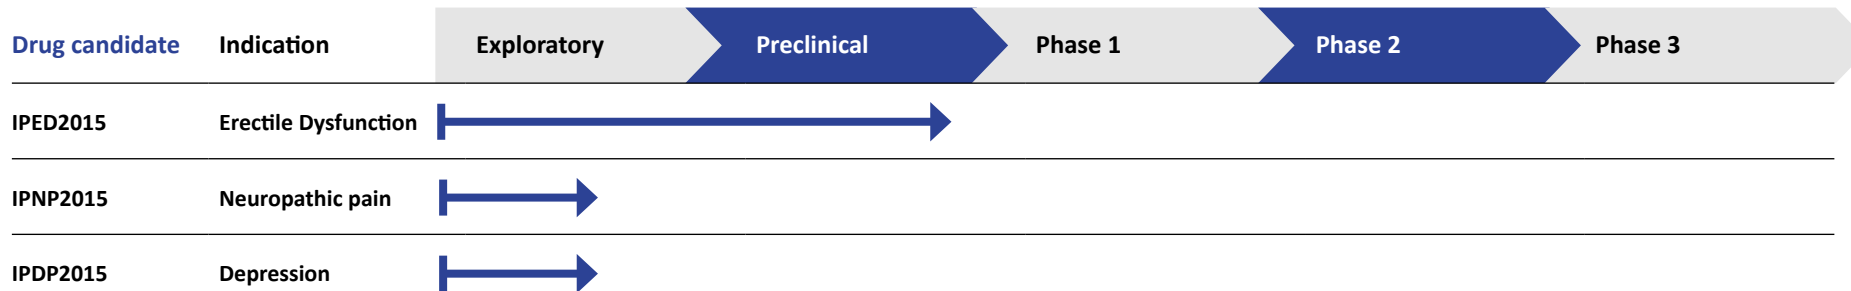 Drug candidate Indication Exploratory Preclinical Phase 1 Phase 2 Phase 3
IPED2015 Erectile Dysfunction
IPNP2015 Neuropathic pain
IPDP2015 Depression